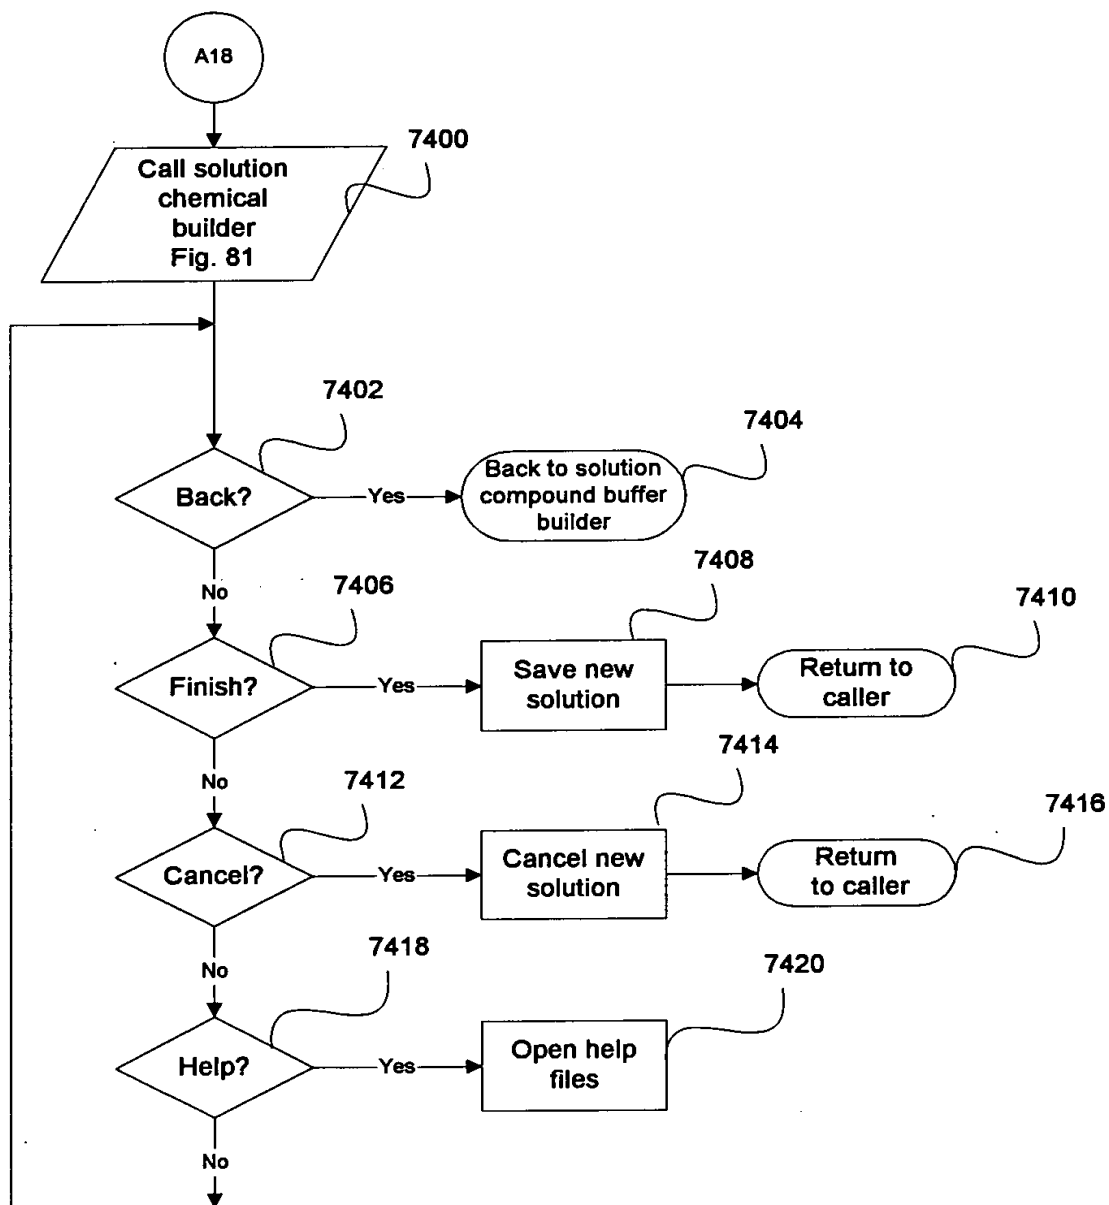 A18
7400
Call solution
chemical
builder
Fig. 81
7402
7404
Back?
Yes
Back to solution
compound buffer
builder
No
7406
7408
7410
Finish?
Yes
Save new
solution
Return to
caller
No
7412
7414
7416
Cancel?
Yes
Cancel new
solution
Return
to caller
No
7418
7420
Help?
Yes
Open help
files
No